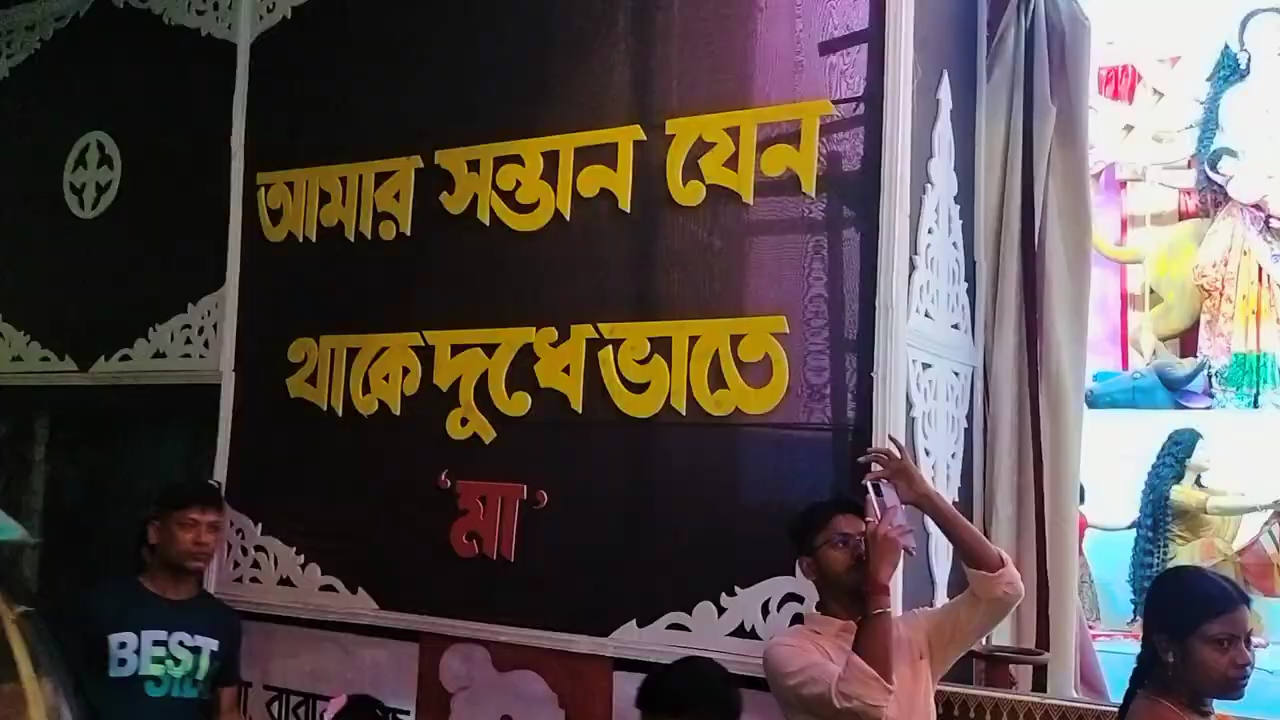 আমার সন্তান যেন
থাকে দুধে ভাতে
'মা'
BEST
বাবা